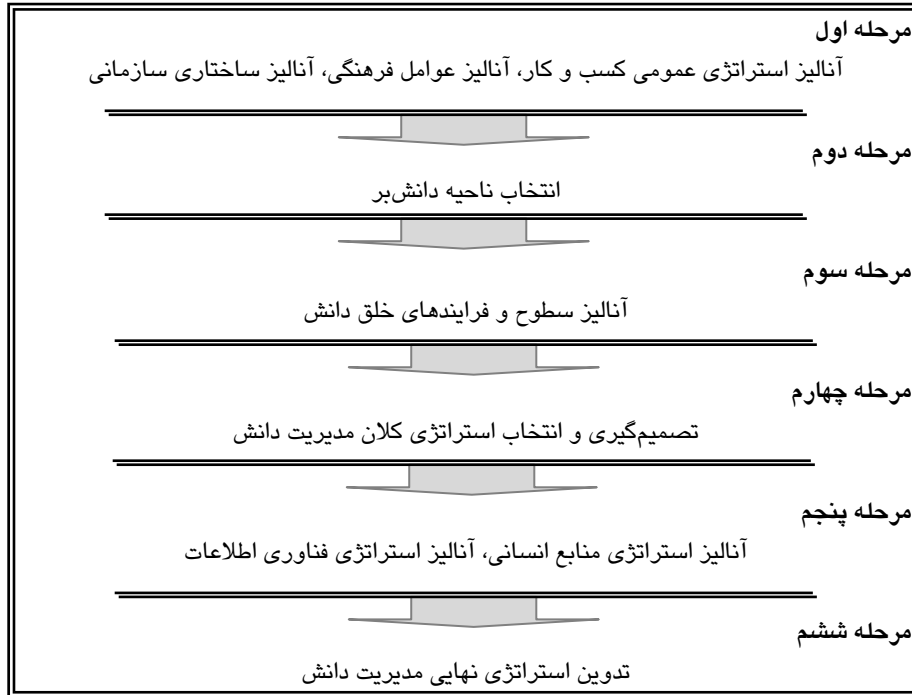 مرحله اول
آنالیز استراتژی عمومی کسب و کار، آنالیز عوامل فرهنگی، آنالیز ساختاری سازمانی
مرحله دوم
انتخاب ناحیه دانش‌بر
مرحله سوم
آنالیز سطوح و فرایندهای خلق دانش
مرحله چهارم
تصمیم‌گیری و انتخاب استراتژی کلان مدیریت دانش
مرحله پنجم
آنالیز استراتژی منابع انسانی، آنالیز استراتژی فناوری اطلاعات
مرحله ششم
تدوین استراتژی نهایی مدیریت دانش